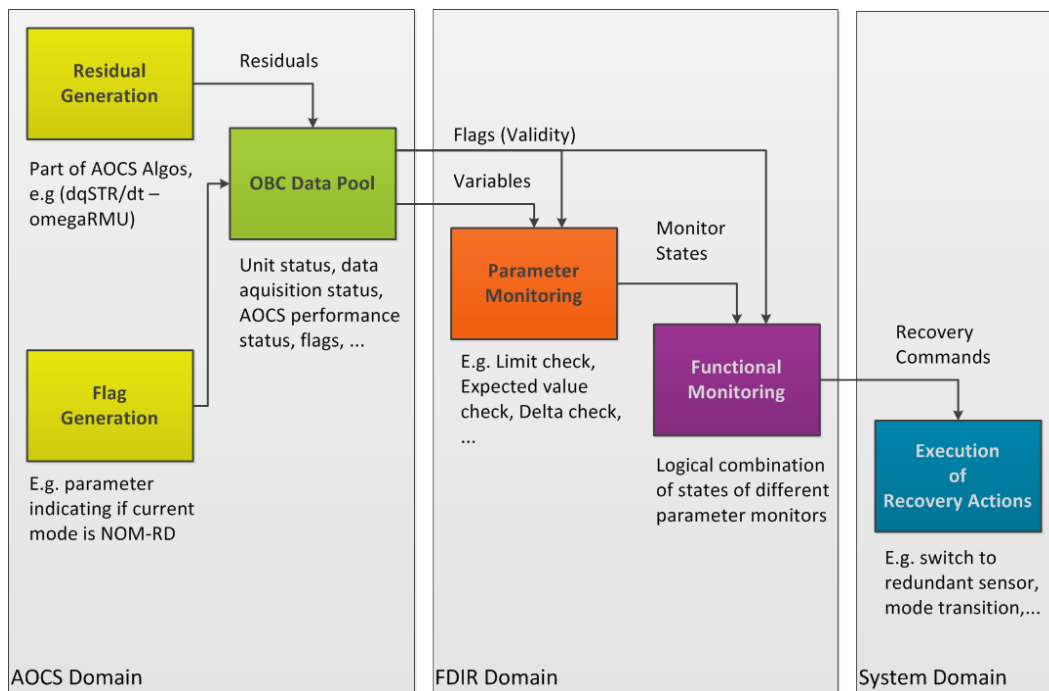 Residual
Generation
Residuals
Part of AOCS Algos,
e.g (dqSTR/dt –
omegaRMU)
OBC Data Pool
Unit status, data
aquisition status,
AOCS performance
status, flags, ...
Flag
Generation
E.g. parameter
indicating if current
mode is NOM-RD
AOCS Domain
Flags (Validity)
Variables
Parameter
Monitoring
E.g. Limit check,
Expected value
check, Delta check,
...
Monitor
States
Functional
Monitoring
Logical combination
of states of different
parameter monitors
FDIR Domain
Recovery
Commands
Execution
of
Recovery Actions
E.g. switch to
redundant sensor,
mode transition,...
System Domain